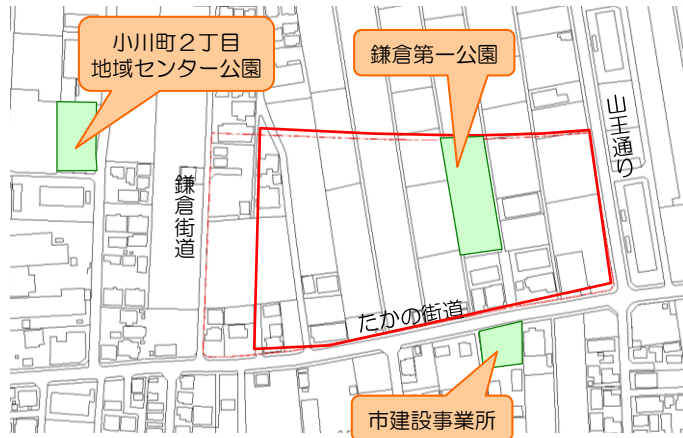 小川町２丁目
地域センター公園
鎌倉第一公園
山王通り
鎌倉街道
たかの街道
市建設事業所